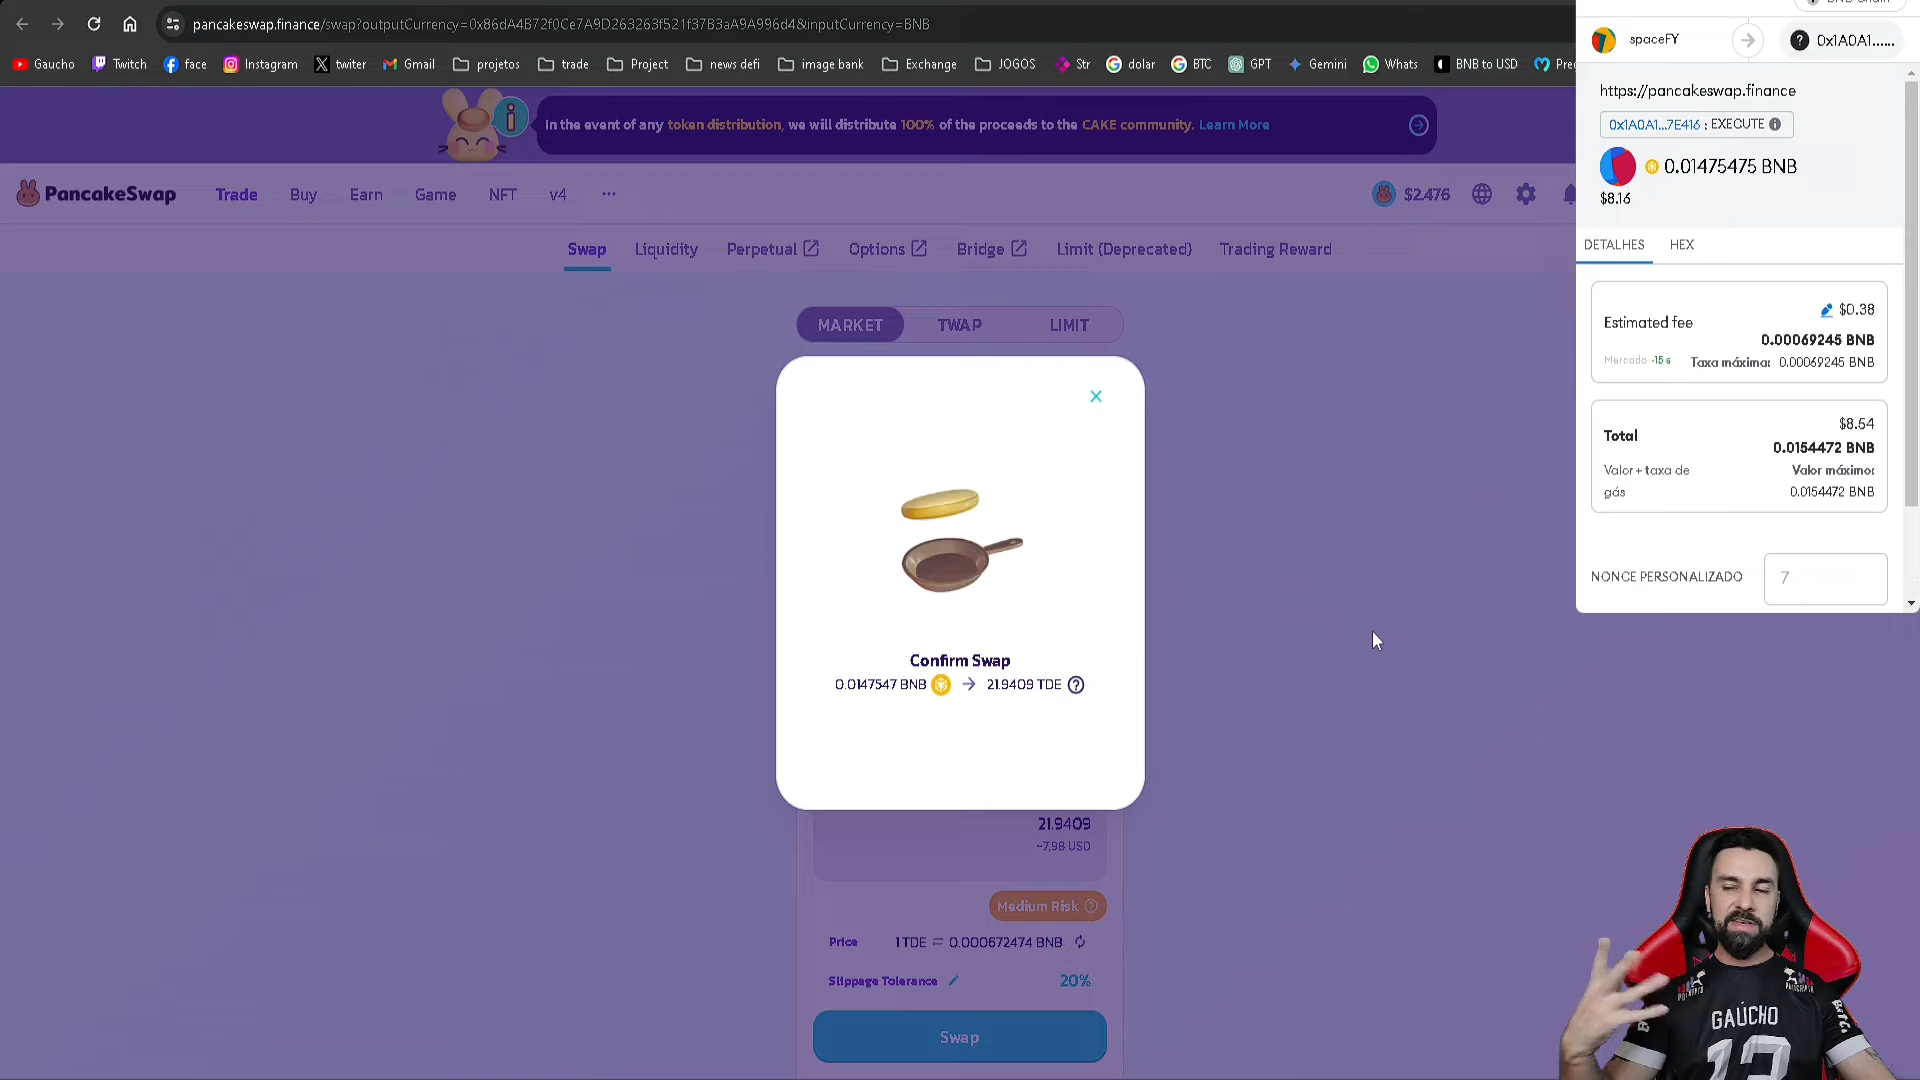 pancakeswap.finance/swap?outputCurrency=0x86dA4B72f0Ce7A9D263263f521f37B3aA9A996d4&inputCurrency=BNB
Gaucho Twitch face Instagram twiter Gmail projetos trade Project news defi image bank Exchange JOGOS Str dolar BTC GPT Gemini Whats BNB to USD
In the event of any token distribution, we will distribute 100% of the proceeds to the CAKE community. Learn More
PancakeSwap Trade Buy Earn Game NFT v4 ... $2.476
Swap Liquidity Perpetual Options Bridge Limit (Deprecated) Trading Reward
MARKET TWAP LIMIT
Confirm Swap
0.0147547 BNB → 21.9409 TDE
21.9409
~7,98 USD
Medium Risk
Price 1 TDE = 0.000672474 BNB
Slippage Tolerance 20%
Swap
spaceFY 0x1A0A1......
https://pancakeswap.finance
0x1A0A1...7E416 : EXECUTE
0.01475475 BNB
$8.16
DETALHES HEX
Estimated fee $0.38
0.00069245 BNB
Mercado -15 s Taxa máxima: 0.00069245 BNB
Total $8.54
0.0154472 BNB
Valor + taxa de gás Valor máximo:
0.0154472 BNB
NONCE PERSONALIZADO 7
GAÚCHO
12